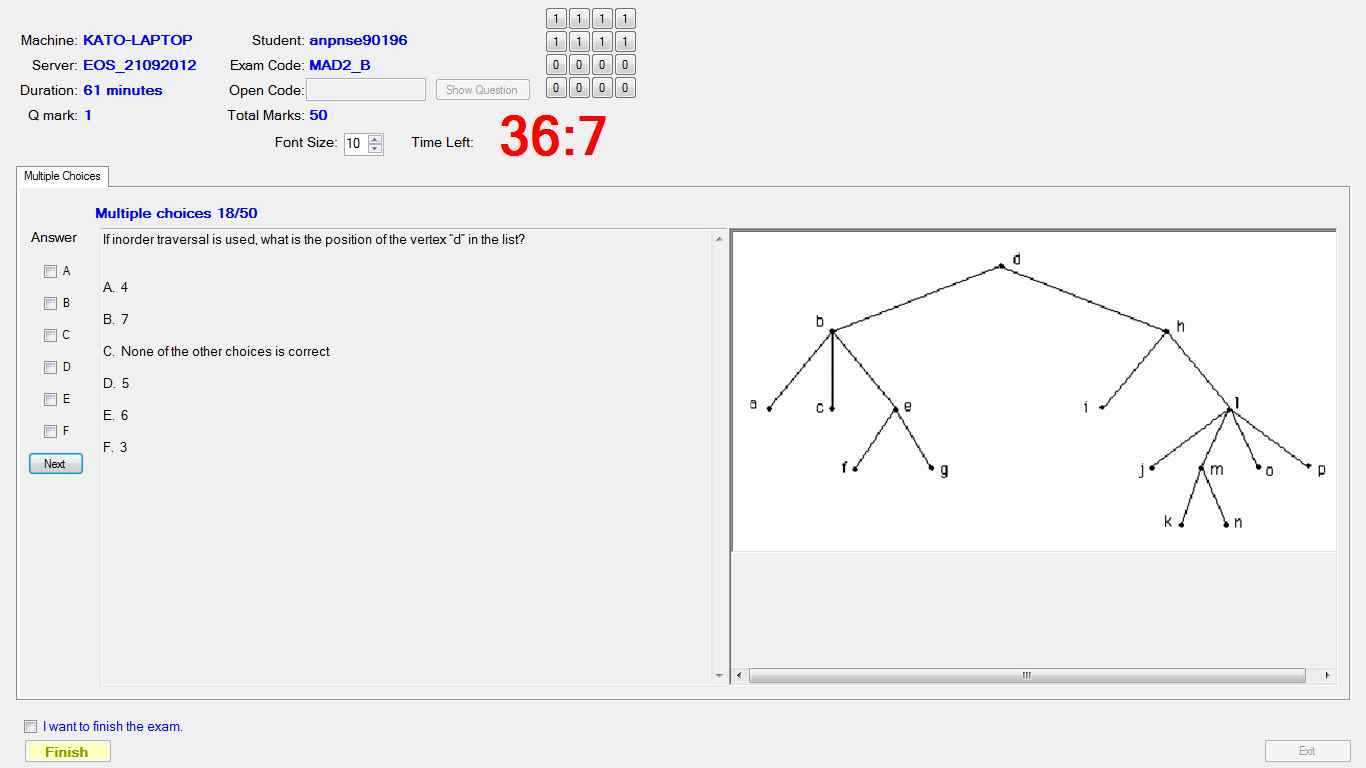 Machine: KATO-LAPTOP Student: anpnse90196
Server: EOS_21092012 Exam Code: MAD2_B
Duration: 61 minutes Open Code: Show Question
Q mark: 1 Total Marks: 50
1 1 1 1
1 1 1 1
0 0 0 0
0 0 0 0
Font Size: 10 Time Left: 36:7
Multiple Choices
Multiple choices 18/50
Answer
A
B
C
D
E
F
Next
If inorder traversal is used, what is the position of the vertex "d" in the list?
A. 4
B. 7
C. None of the other choices is correct
D. 5
E. 6
F. 3
d
b h
a c e i l
f g j m o p
k n
I want to finish the exam.
Finish Exit